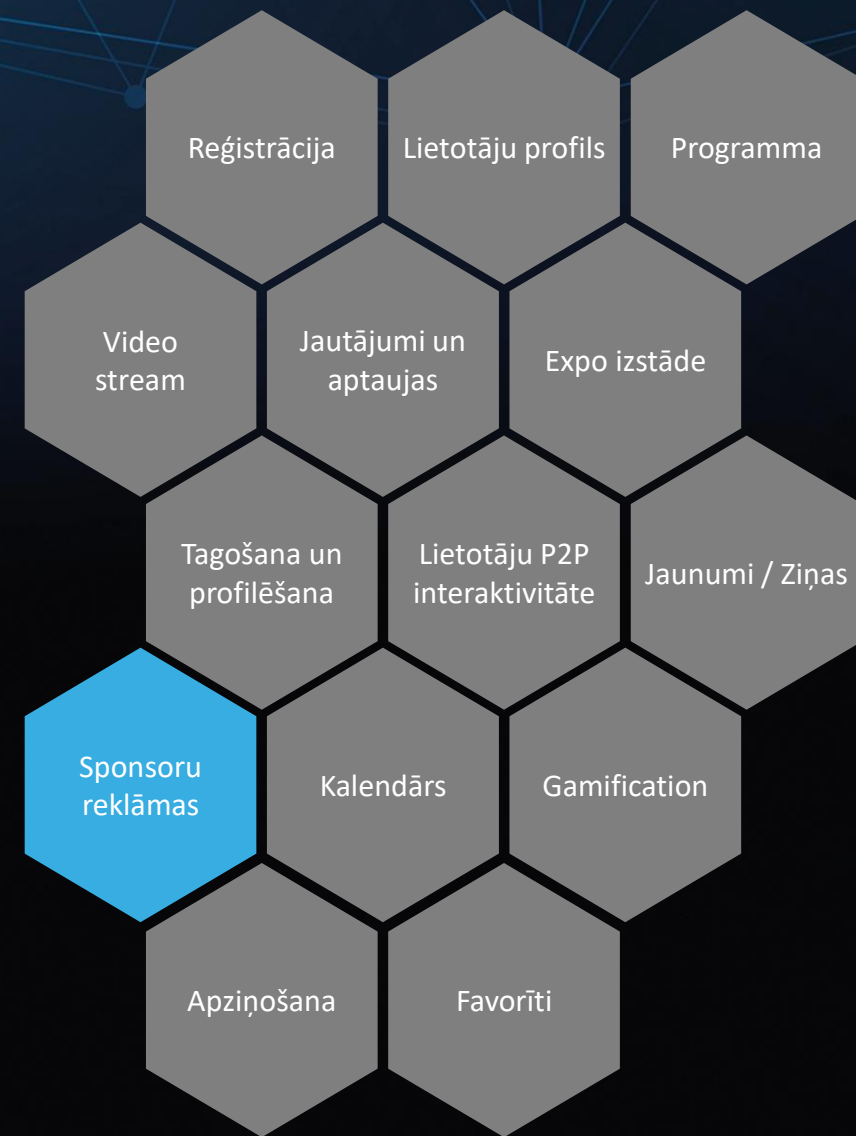 Reģistrācija
Lietotāju profils
Programma
Video
stream
Jautājumi un
aptaujas
Expo izstāde
Tagošana un
profilēšana
Lietotāju P2P
interaktivitāte
Jaunumi / Ziņas
Sponsoru
reklāmas
Kalendārs
Gamification
Apziņošana
Favorīti